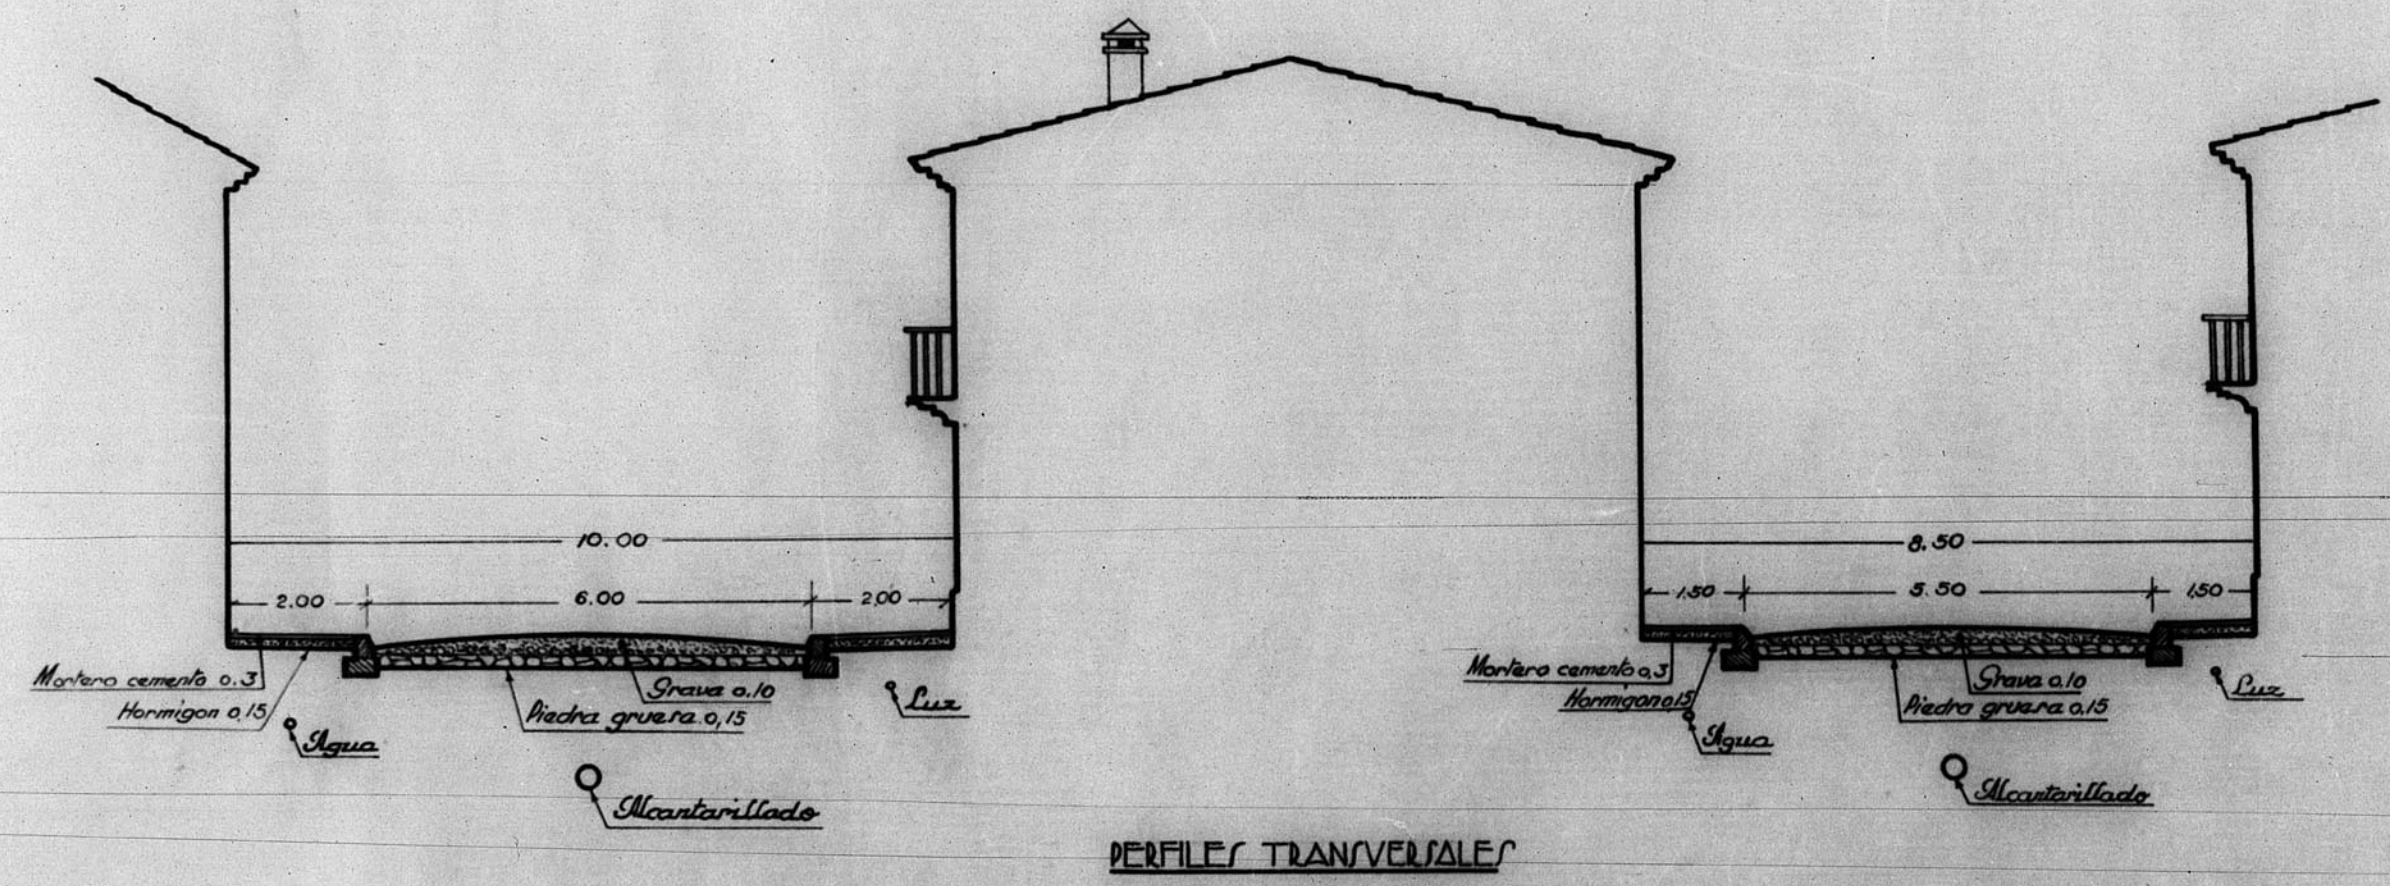 10.00
2.00 6.00 2.00
Mortero cemento 0.3
Hormigon 0,15
Agua
Grava 0.10
Piedra gruesa 0,15
Luz
Alcantarillado
8.50
1.50 5.50 1.50
Mortero cemento 0,3
Hormigon 0.15
Agua
Grava 0.10
Piedra gruesa 0.15
Luz
Alcantarillado
PERFILES TRANSVERSALES